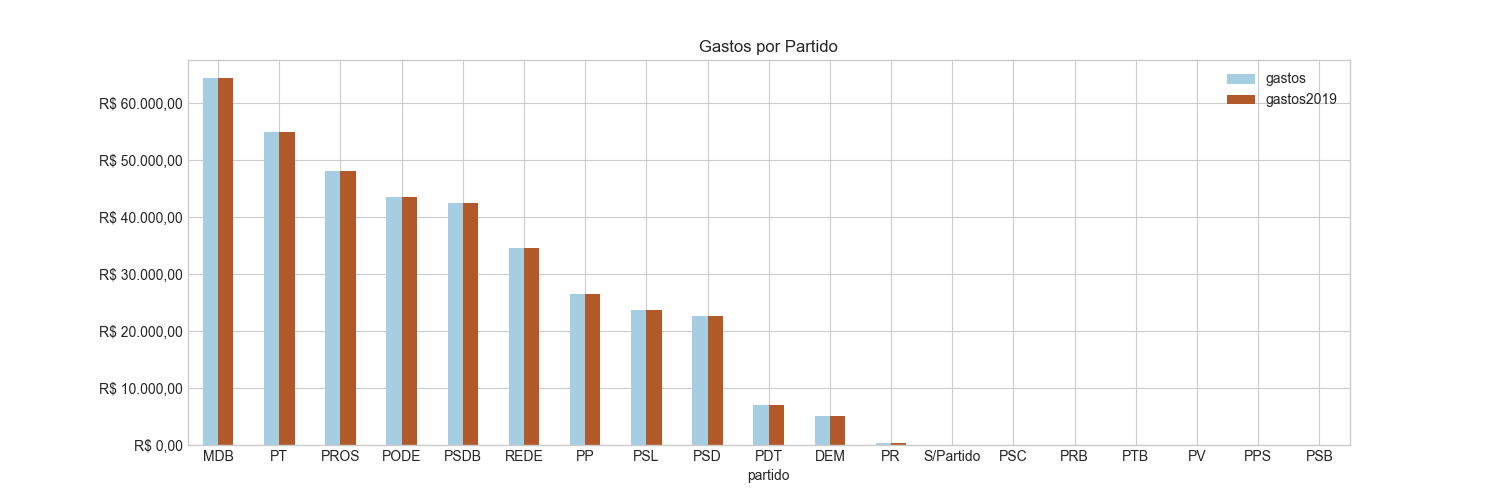 Gastos por Partido
gastos
gastos2019
R$ 60.000,00
R$ 50.000,00
R$ 40.000,00
R$ 30.000,00
R$ 20.000,00
R$ 10.000,00
R$ 0,00
MDB PT PROS PODE PSDB REDE PP PSL PSD PDT DEM PR S/Partido PSC PRB PTB PV PPS PSB
partido